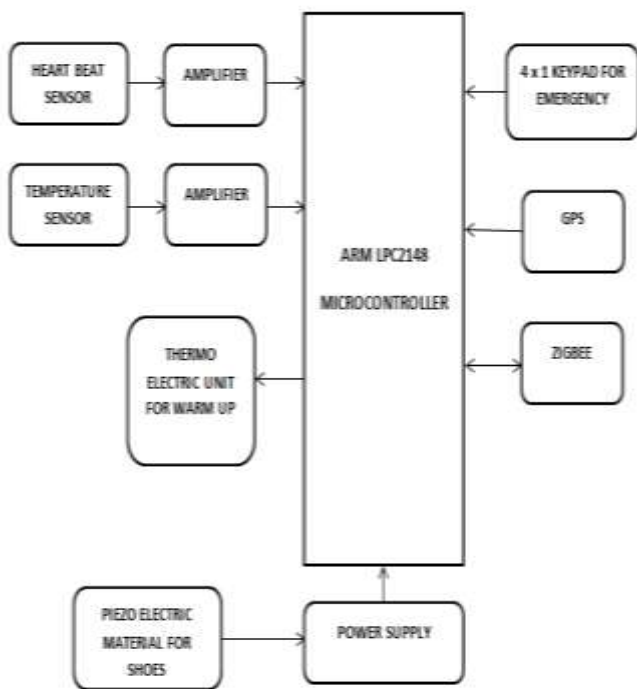 HEART BEAT
SENSOR
AMPLIFIER
4 x 1 KEYPAD FOR
EMERGENCY
TEMPERATURE
SENSOR
AMPLIFIER
GPS
ARM LPC2148
MICROCONTROLLER
THERMO
ELECTRIC UNIT
FOR WARM UP
ZIGBEE
PIEZO ELECTRIC
MATERIAL FOR
SHOES
POWER SUPPLY